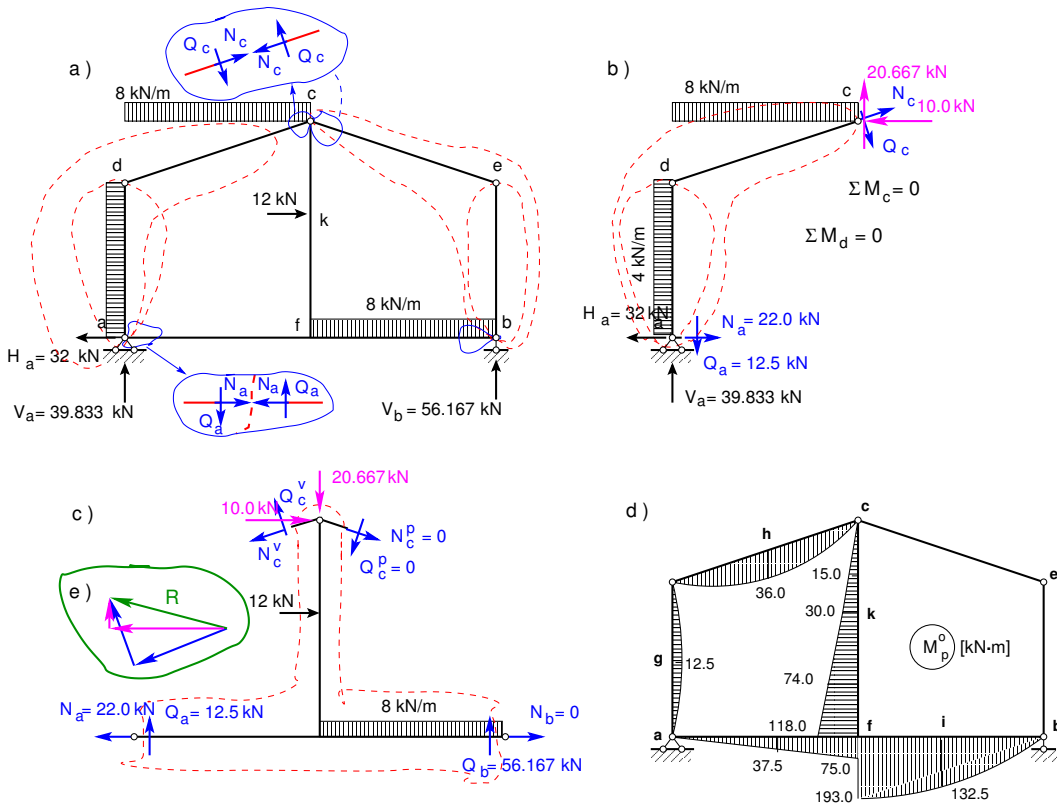 a )
Q c
N c
N c
Q c
8 kN/m
c
d
e
12 kN
k
8 kN/m
a
f
b
H a = 32 kN
V a = 39.833 kN
N a
N a
Q a
Q a
V b = 56.167 kN
b )
20.667 kN
8 kN/m
c
N c
10.0 kN
Q c
d
Σ M c = 0
Σ M d = 0
4 kN/m
H a = 32 kN
a
N a = 22.0 kN
Q a = 12.5 kN
V a = 39.833 kN
c )
20.667 kN
Q c v
10.0 kN
N c v
N c p = 0
Q c p = 0
e )
R
12 kN
N a = 22.0 kN
Q a = 12.5 kN
8 kN/m
N b = 0
Q b = 56.167 kN
d )
c
h
15.0
e
36.0
30.0
k
M p o [kN·m]
g
12.5
74.0
118.0
a
f
i
b
37.5
75.0
193.0
132.5